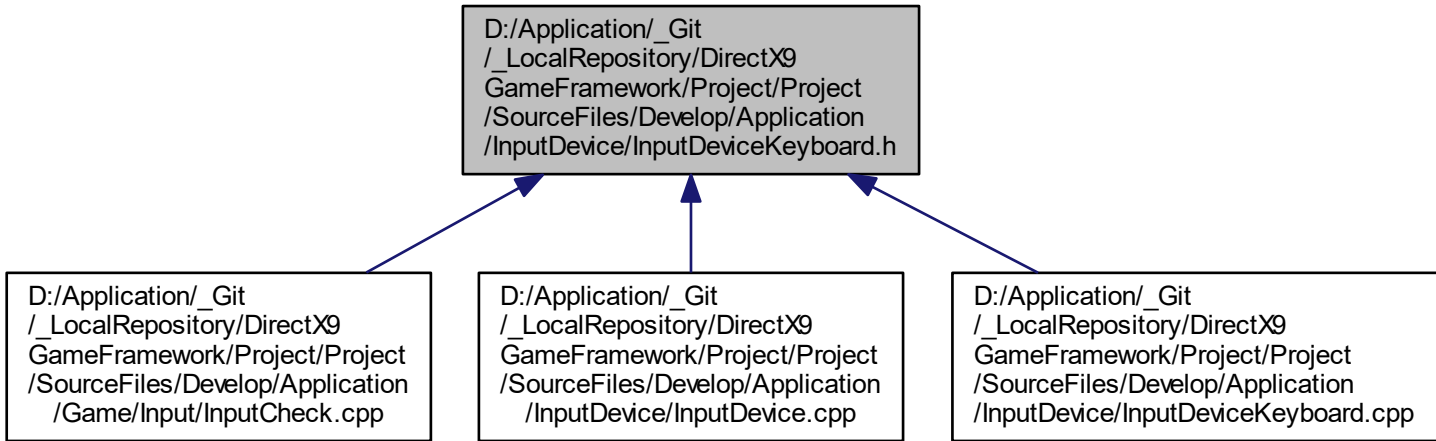 D:/Application/_Git
/_LocalRepository/DirectX9
GameFramework/Project/Project
/SourceFiles/Develop/Application
/InputDevice/InputDeviceKeyboard.h
D:/Application/_Git
/_LocalRepository/DirectX9
GameFramework/Project/Project
/SourceFiles/Develop/Application
/Game/Input/InputCheck.cpp
D:/Application/_Git
/_LocalRepository/DirectX9
GameFramework/Project/Project
/SourceFiles/Develop/Application
/InputDevice/InputDevice.cpp
D:/Application/_Git
/_LocalRepository/DirectX9
GameFramework/Project/Project
/SourceFiles/Develop/Application
/InputDevice/InputDeviceKeyboard.cpp